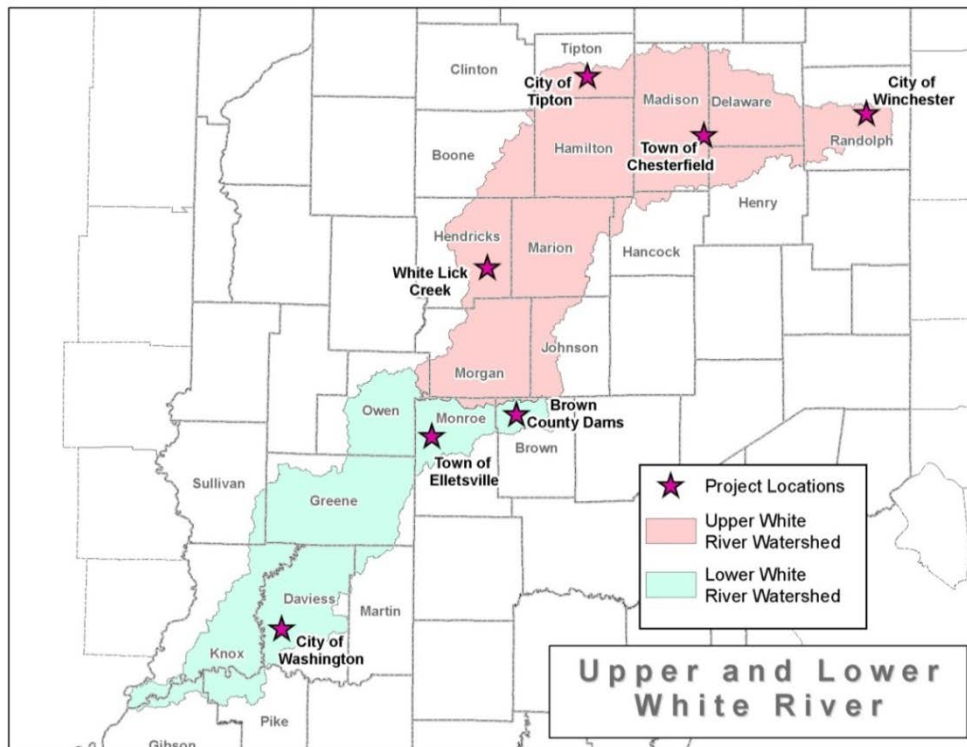 Tipton
Clinton
City of
Tipton
Madison
Delaware
City of
Winchester
Boone
Hamilton
Town of
Chesterfield
Randolph
Henry
Hendricks
Marion
Hancock
White Lick
Creek
Johnson
Morgan
Owen
Monroe
Brown
County Dams
Brown
Town of
Elletsville
Sullivan
Greene
Project Locations
Upper White
River Watershed
Lower White
River Watershed
Daviess
Martin
City of
Washington
Knox
Pike
Gibson
Upper and Lower
White River